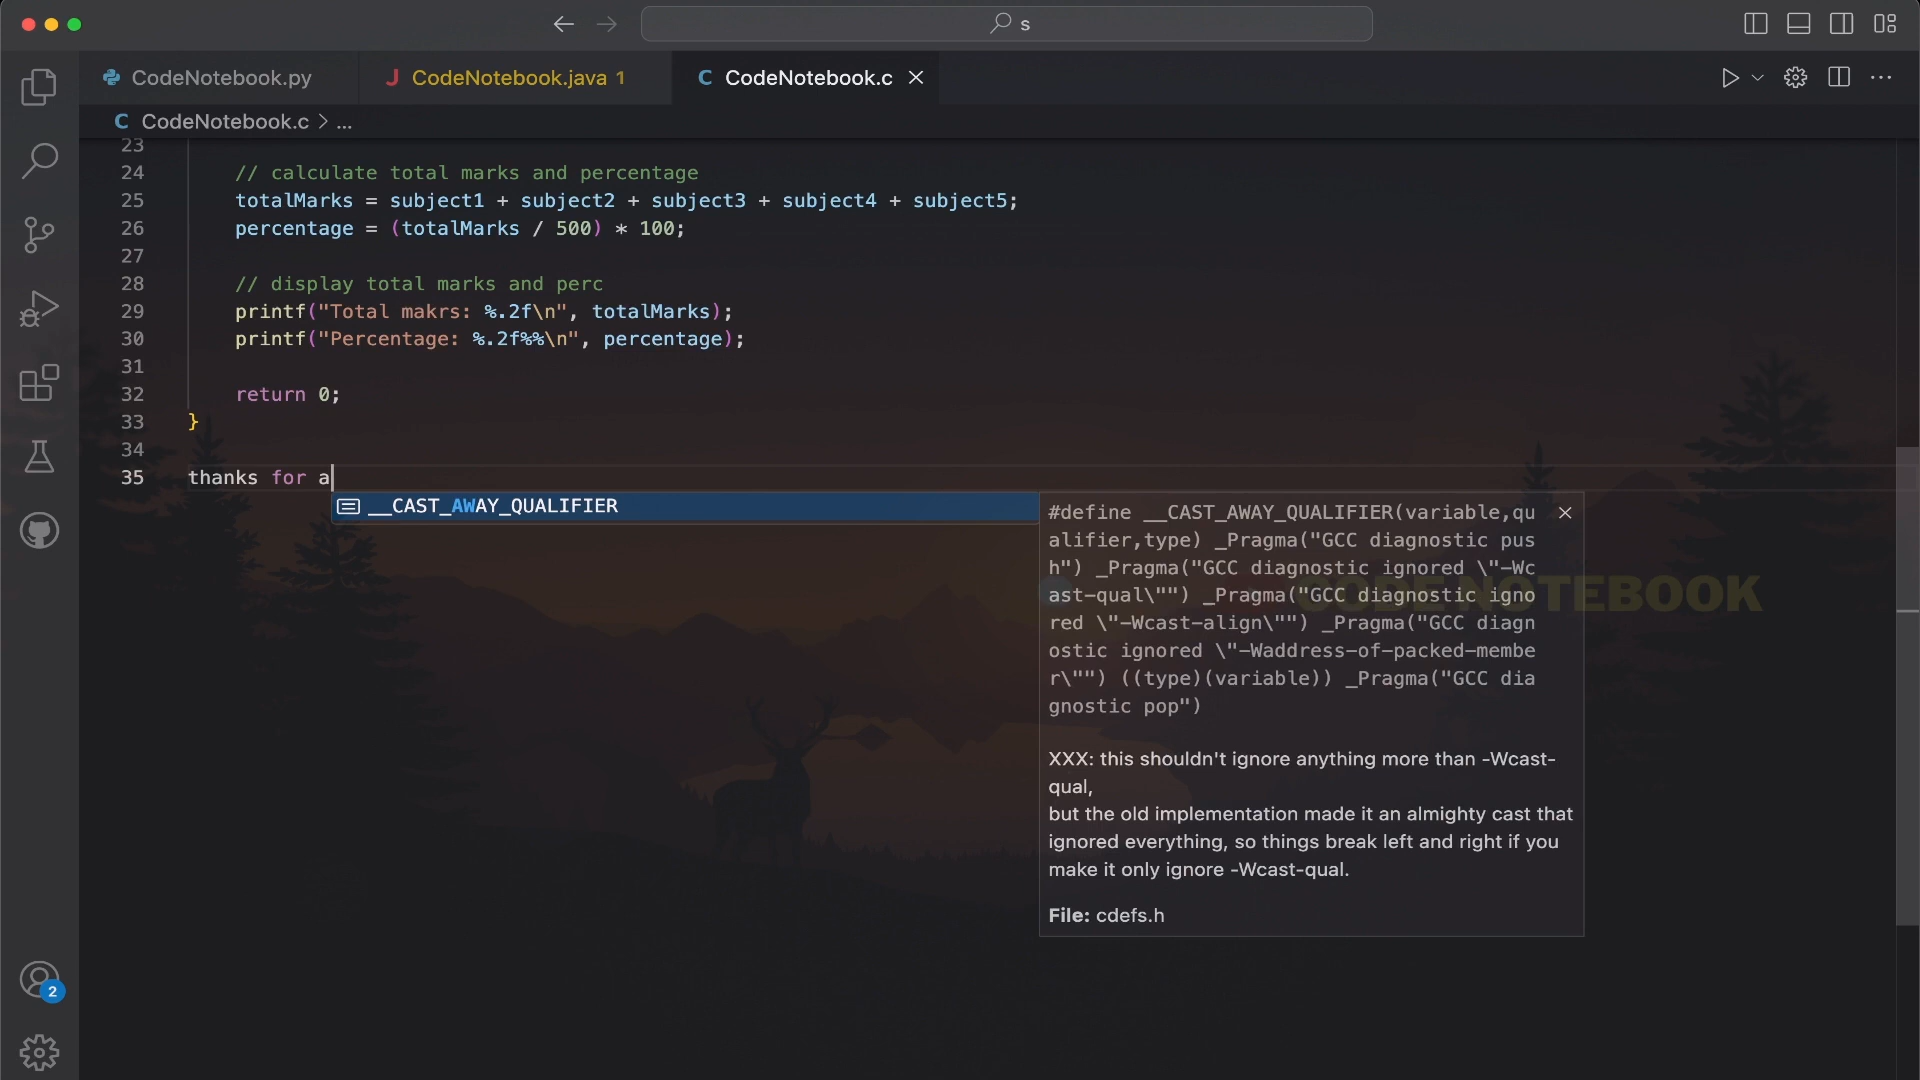 s
CodeNotebook.py
CodeNotebook.java 1
CodeNotebook.c
CodeNotebook.c > ...
23
24 // calculate total marks and percentage
25 totalMarks = subject1 + subject2 + subject3 + subject4 + subject5;
26 percentage = (totalMarks / 500) * 100;
27
28 // display total marks and perc
29 printf("Total makrs: %.2f\n", totalMarks);
30 printf("Percentage: %.2f%%\n", percentage);
31
32 return 0;
33 }
34
35 thanks for a
__CAST_AWAY_QUALIFIER
#define __CAST_AWAY_QUALIFIER(variable,qu
alifier,type) _Pragma("GCC diagnostic pus
h") _Pragma("GCC diagnostic ignored \"-Wc
ast-qual\"") _Pragma("GCC diagnostic igno
red \"-Wcast-align\"") _Pragma("GCC diagn
ostic ignored \"-Waddress-of-packed-membe
r\"") ((type)(variable)) _Pragma("GCC dia
gnostic pop")
XXX: this shouldn't ignore anything more than -Wcast-
qual,
but the old implementation made it an almighty cast that
ignored everything, so things break left and right if you
make it only ignore -Wcast-qual.
File: cdefs.h
CODE NOTEBOOK
2